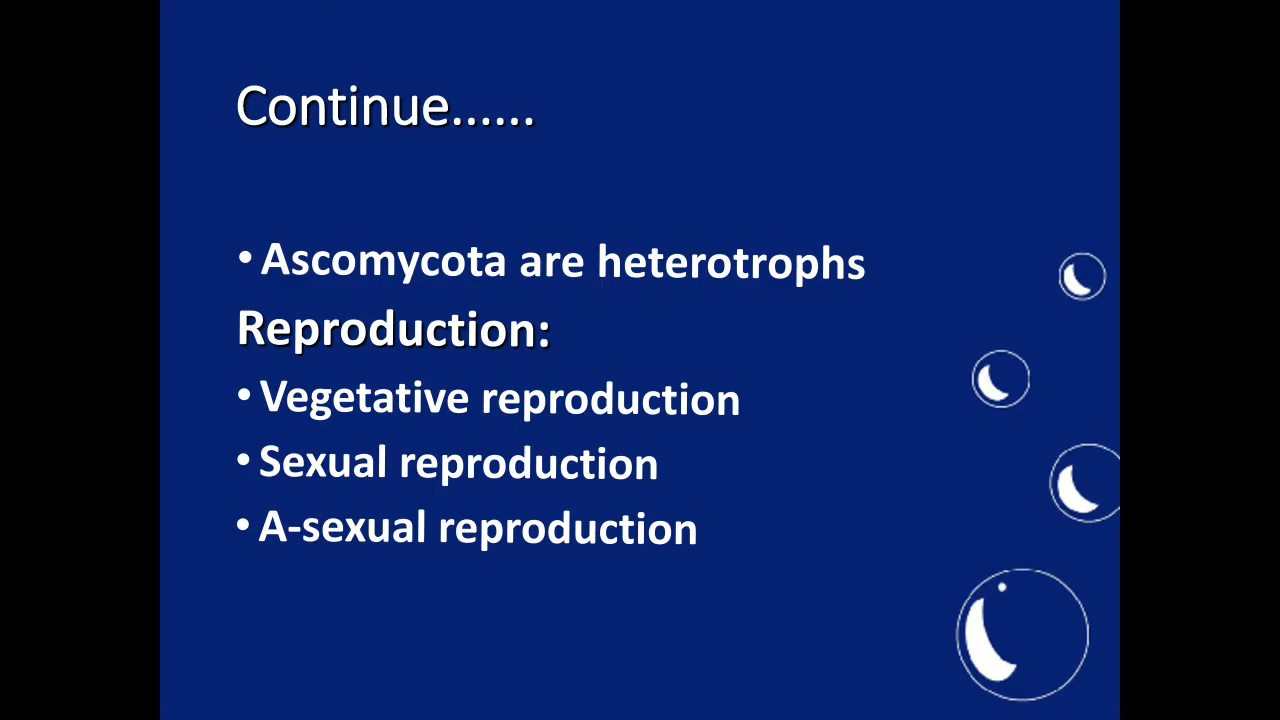 Continue......
• Ascomycota are heterotrophs
Reproduction:
• Vegetative reproduction
• Sexual reproduction
• A-sexual reproduction